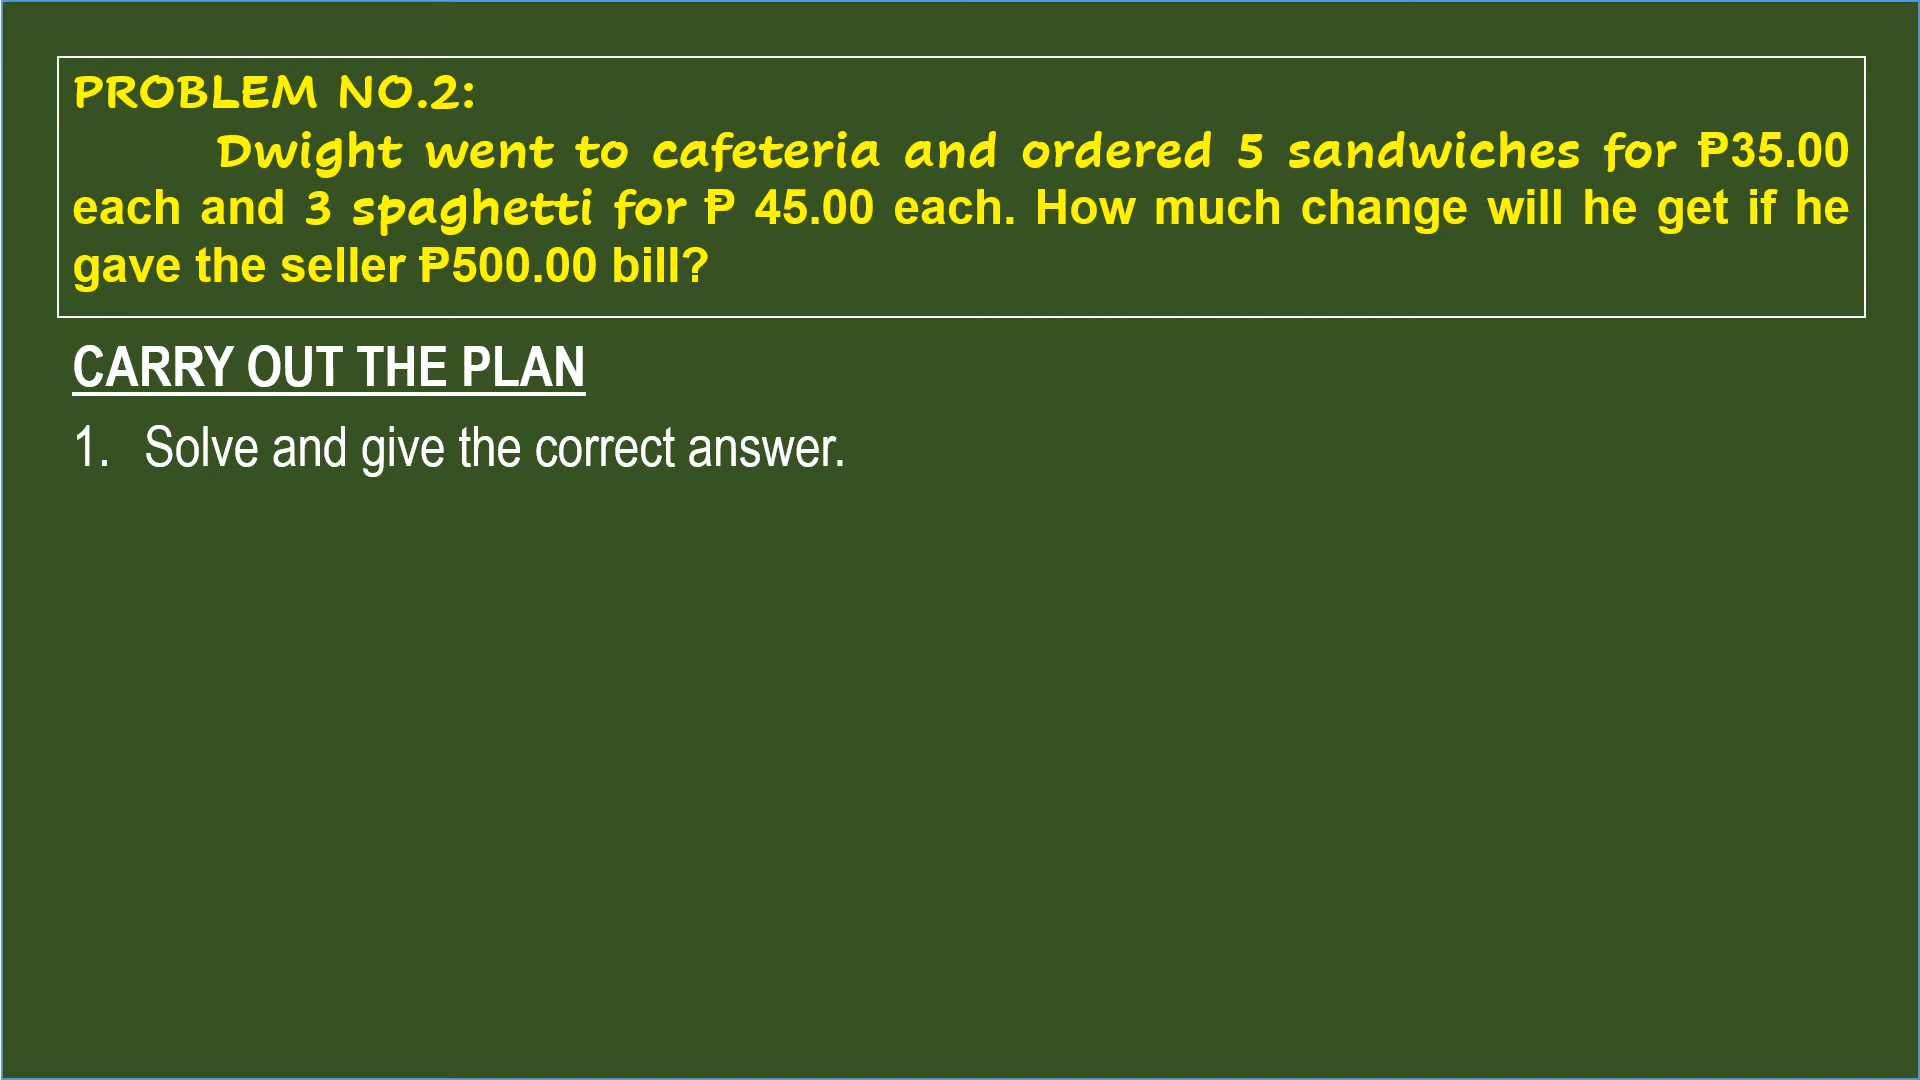 PROBLEM NO.2:
Dwight went to cafeteria and ordered 5 sandwiches for ₱35.00
each and 3 spaghetti for ₱ 45.00 each. How much change will he get if he
gave the seller ₱500.00 bill?
CARRY OUT THE PLAN
1. Solve and give the correct answer.